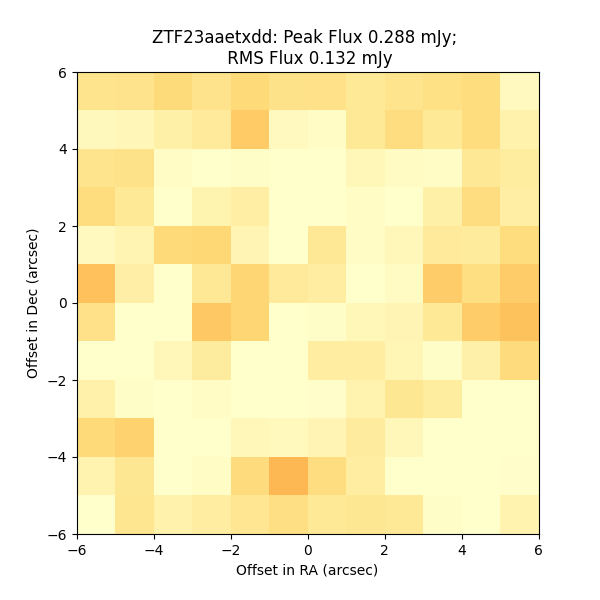 ZTF23aaetxdd: Peak Flux 0.288 mJy;
RMS Flux 0.132 mJy
6
4
2
0
−2
−4
−6
Offset in Dec (arcsec)
−6 −4 −2 0 2 4 6
Offset in RA (arcsec)